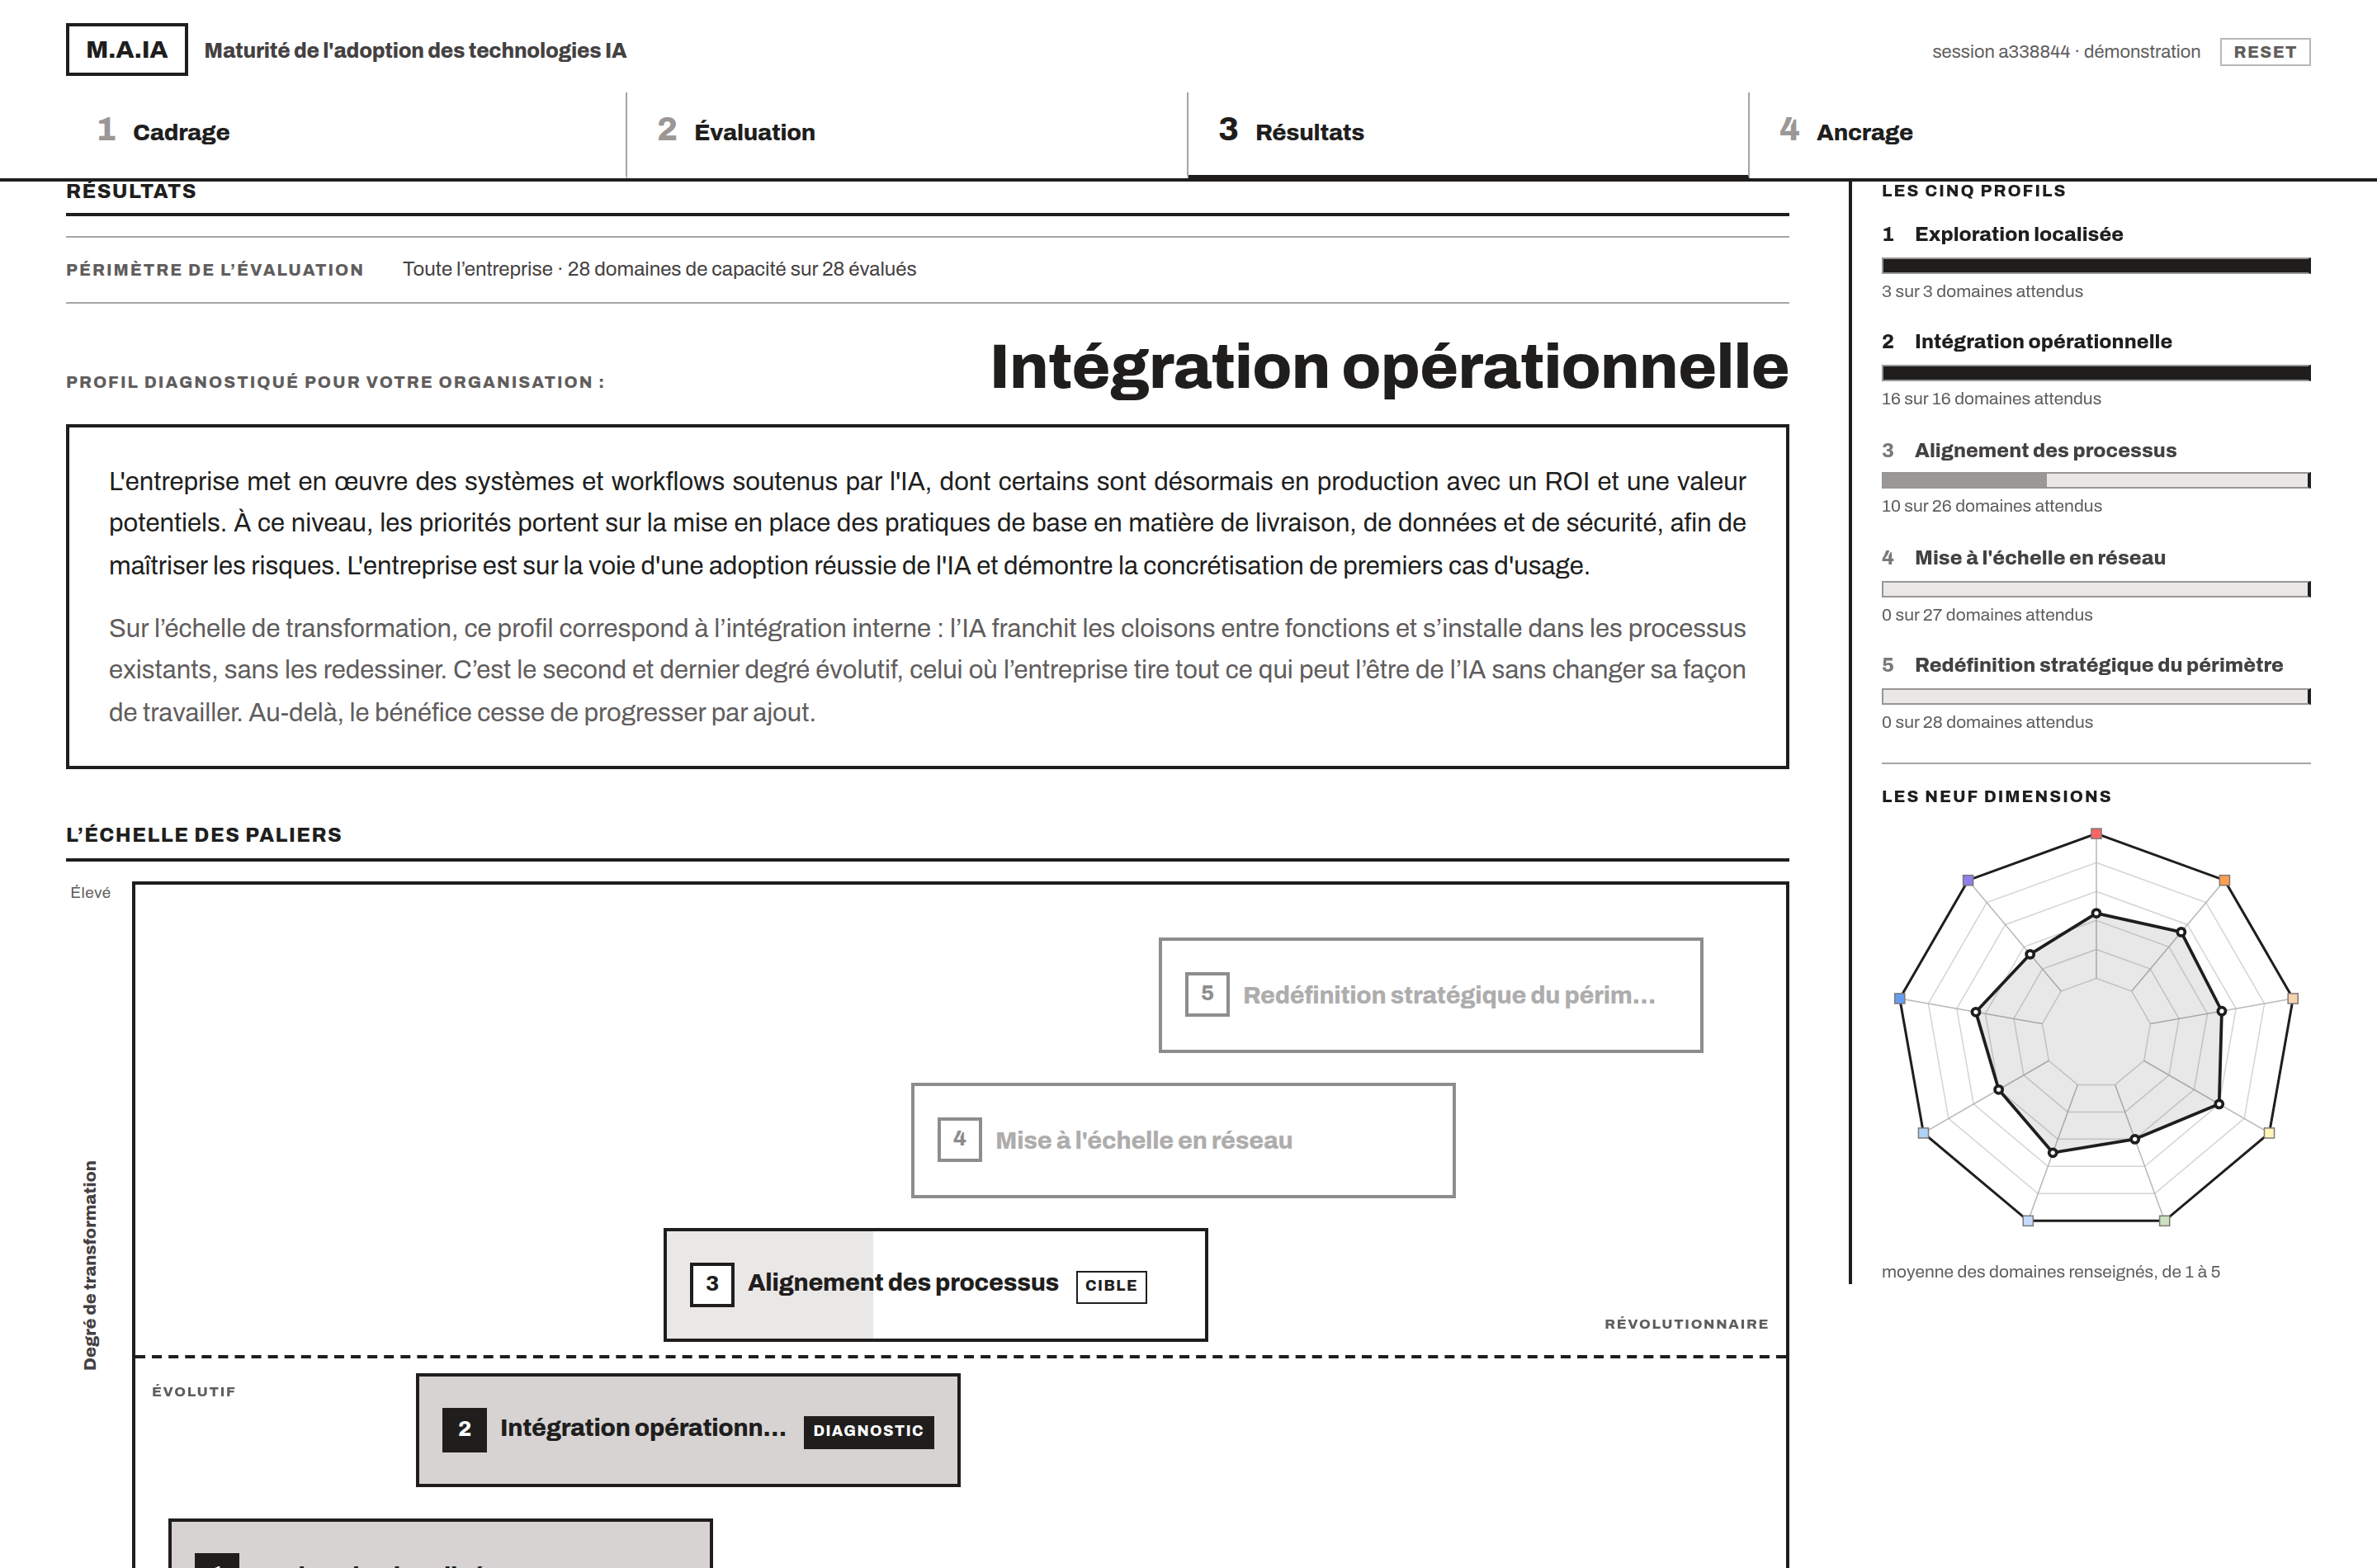 M.A.IA
Maturité de l'adoption des technologies IA
session a338844 · démonstration
RESET
1 Cadrage
2 Évaluation
3 Résultats
4 Ancrage
RÉSULTATS
PÉRIMÈTRE DE L’ÉVALUATION
Toute l’entreprise · 28 domaines de capacité sur 28 évalués
PROFIL DIAGNOSTIQUÉ POUR VOTRE ORGANISATION :
Intégration opérationnelle
L'entreprise met en œuvre des systèmes et workflows soutenus par l'IA, dont certains sont désormais en production avec un ROI et une valeur
potentiels. À ce niveau, les priorités portent sur la mise en place des pratiques de base en matière de livraison, de données et de sécurité, afin de
maîtriser les risques. L'entreprise est sur la voie d'une adoption réussie de l'IA et démontre la concrétisation de premiers cas d'usage.
Sur l’échelle de transformation, ce profil correspond à l’intégration interne : l’IA franchit les cloisons entre fonctions et s’installe dans les processus
existants, sans les redessiner. C’est le second et dernier degré évolutif, celui où l’entreprise tire tout ce qui peut l’être de l’IA sans changer sa façon
de travailler. Au-delà, le bénéfice cesse de progresser par ajout.
L’ÉCHELLE DES PALIERS
Élevé
Degré de transformation
5 Redéfinition stratégique du périm…
4 Mise à l'échelle en réseau
3 Alignement des processus CIBLE
RÉVOLUTIONNAIRE
ÉVOLUTIF
2 Intégration opérationn… DIAGNOSTIC
LES CINQ PROFILS
1 Exploration localisée
3 sur 3 domaines attendus
2 Intégration opérationnelle
16 sur 16 domaines attendus
3 Alignement des processus
10 sur 26 domaines attendus
4 Mise à l'échelle en réseau
0 sur 27 domaines attendus
5 Redéfinition stratégique du périmètre
0 sur 28 domaines attendus
LES NEUF DIMENSIONS
moyenne des domaines renseignés, de 1 à 5